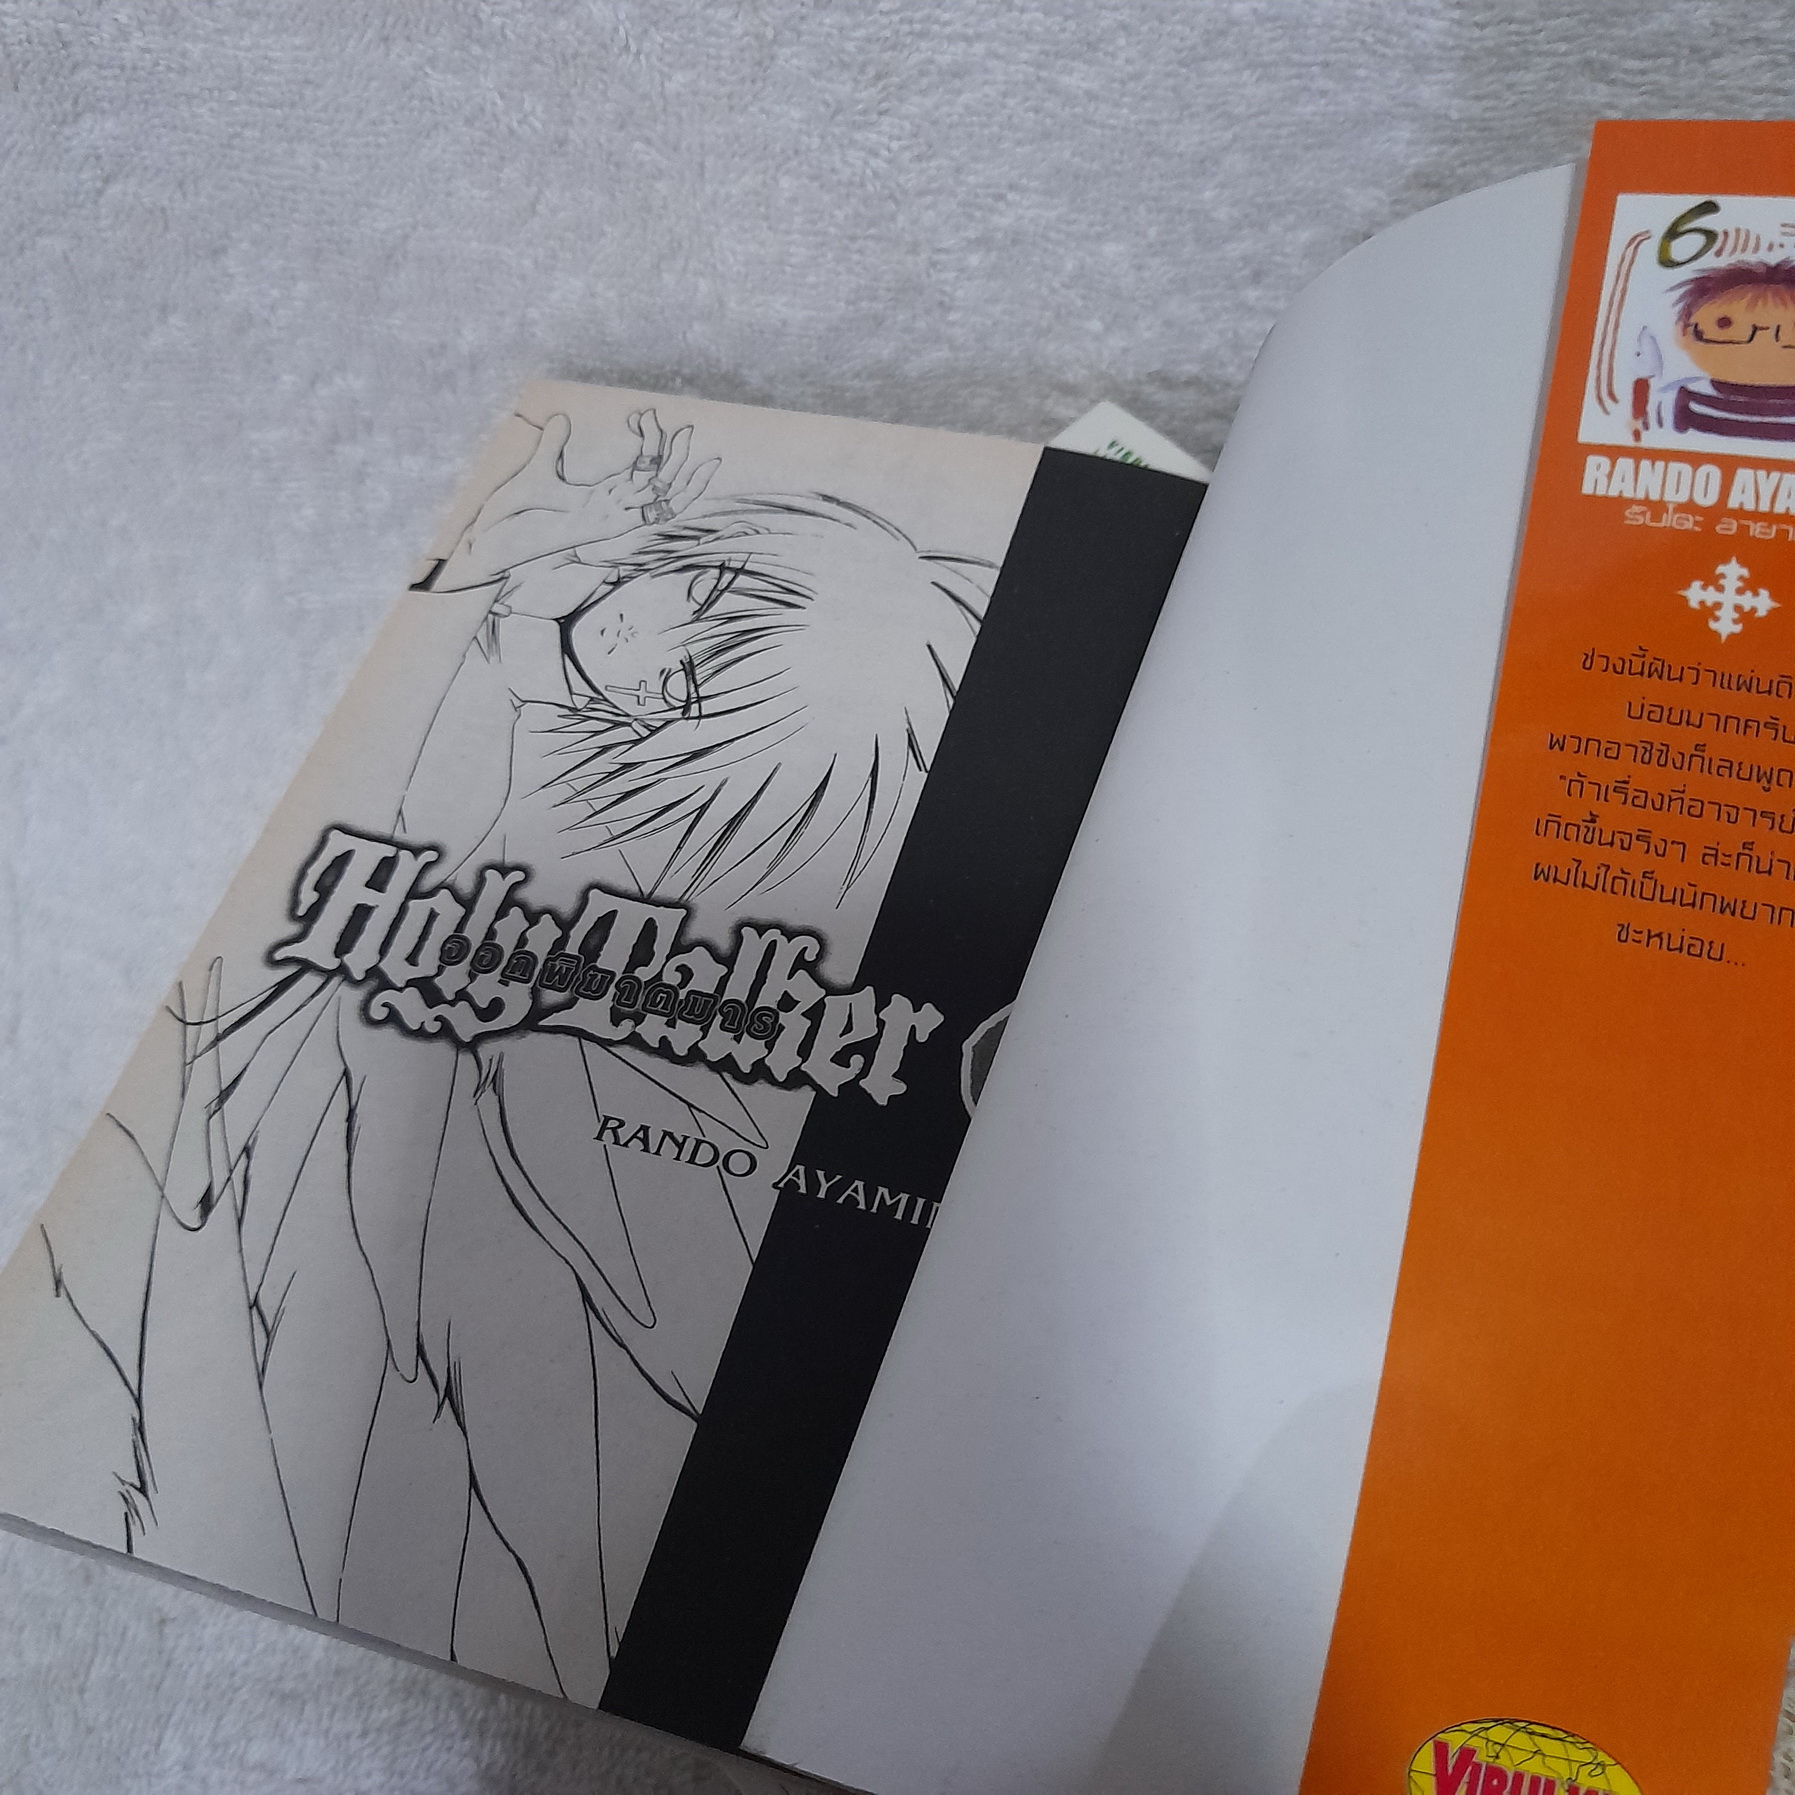 Holy Talker
จอคพิฆาตมาร
RANDO AYAMI
6
RANDO AYA
รันโดะ อายา
ช่วงนี้ฝันว่าแผ่นดิ
บ่อยมากครับ
พวกอาชิซังก็เลยพูด
"ถ้าเรื่องที่อาจารย์
เกิดขึ้นจริงๆ ล่ะก็น่า
ผมไม่ได้เป็นนักพยาก
ซะหน่อย...